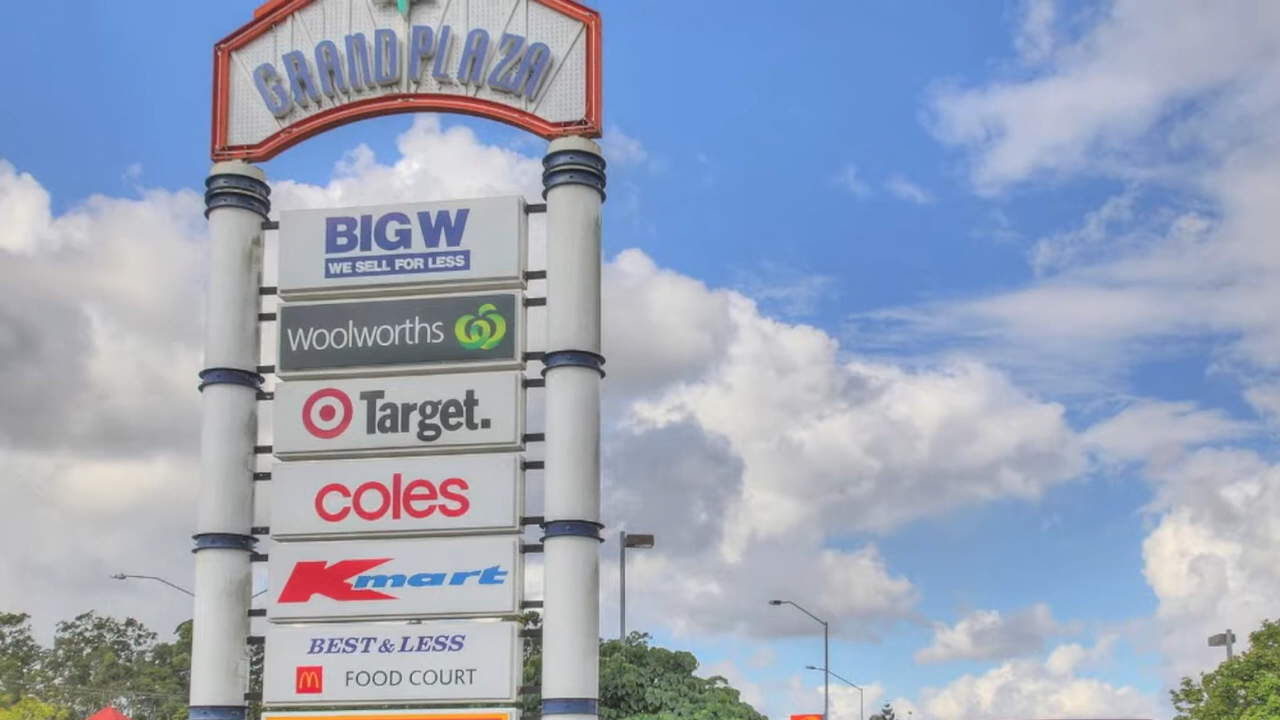 GRAND PLAZA
BIG W
WE SELL FOR LESS
woolworths
Target.
coles
Kmart
BEST & LESS
M FOOD COURT